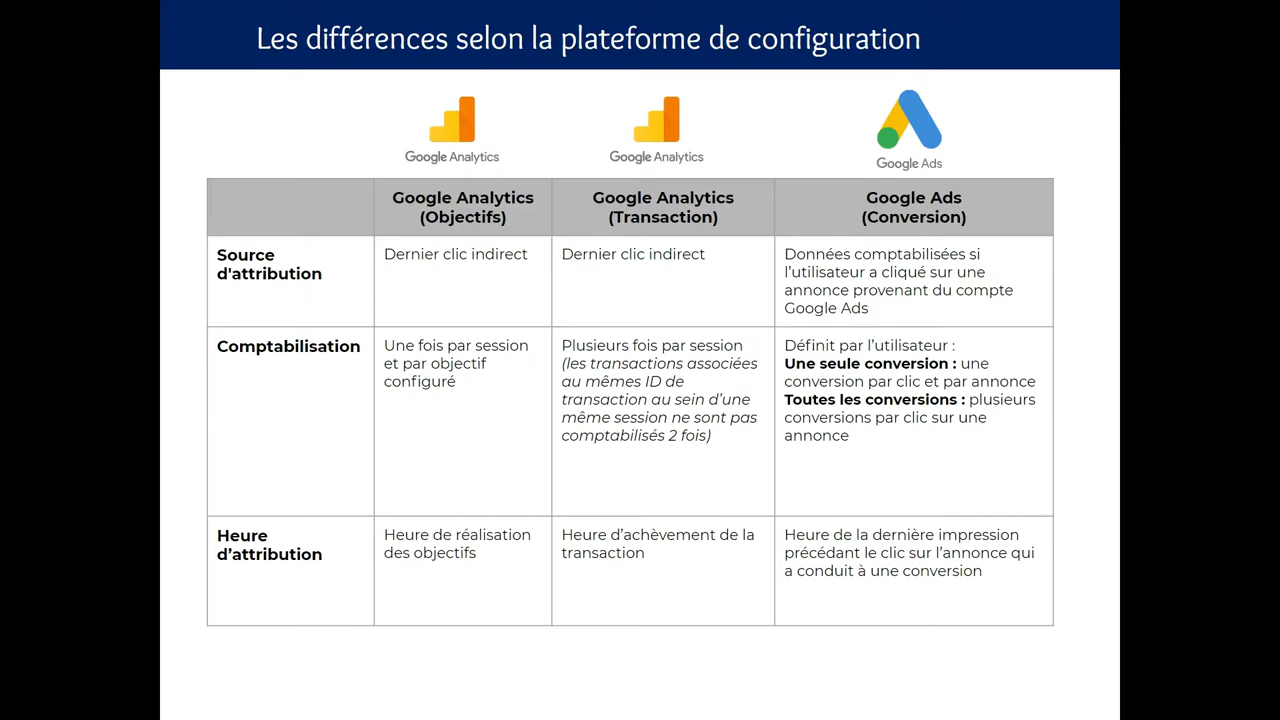 Les différences selon la plateforme de configuration
Google Analytics
Google Analytics
Google Ads
Google Analytics
(Objectifs)
Google Analytics
(Transaction)
Google Ads
(Conversion)
Source
d'attribution
Dernier clic indirect
Dernier clic indirect
Données comptabilisées si
l’utilisateur a cliqué sur une
annonce provenant du compte
Google Ads
Comptabilisation
Une fois par session
et par objectif
configuré
Plusieurs fois par session
(les transactions associées
au mêmes ID de
transaction au sein d’une
même session ne sont pas
comptabilisés 2 fois)
Définit par l’utilisateur :
Une seule conversion : une
conversion par clic et par annonce
Toutes les conversions : plusieurs
conversions par clic sur une
annonce
Heure
d’attribution
Heure de réalisation
des objectifs
Heure d’achèvement de la
transaction
Heure de la dernière impression
précédant le clic sur l’annonce qui
a conduit à une conversion